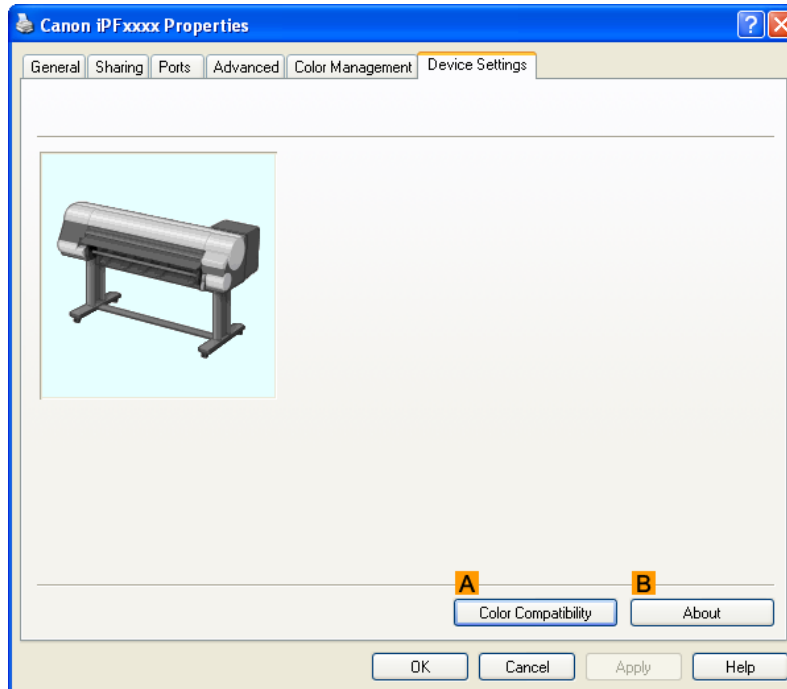 Canon iPFxxxx Properties ? X
General Sharing Ports Advanced Color Management Device Settings
A B
Color Compatibility About
OK Cancel Apply Help